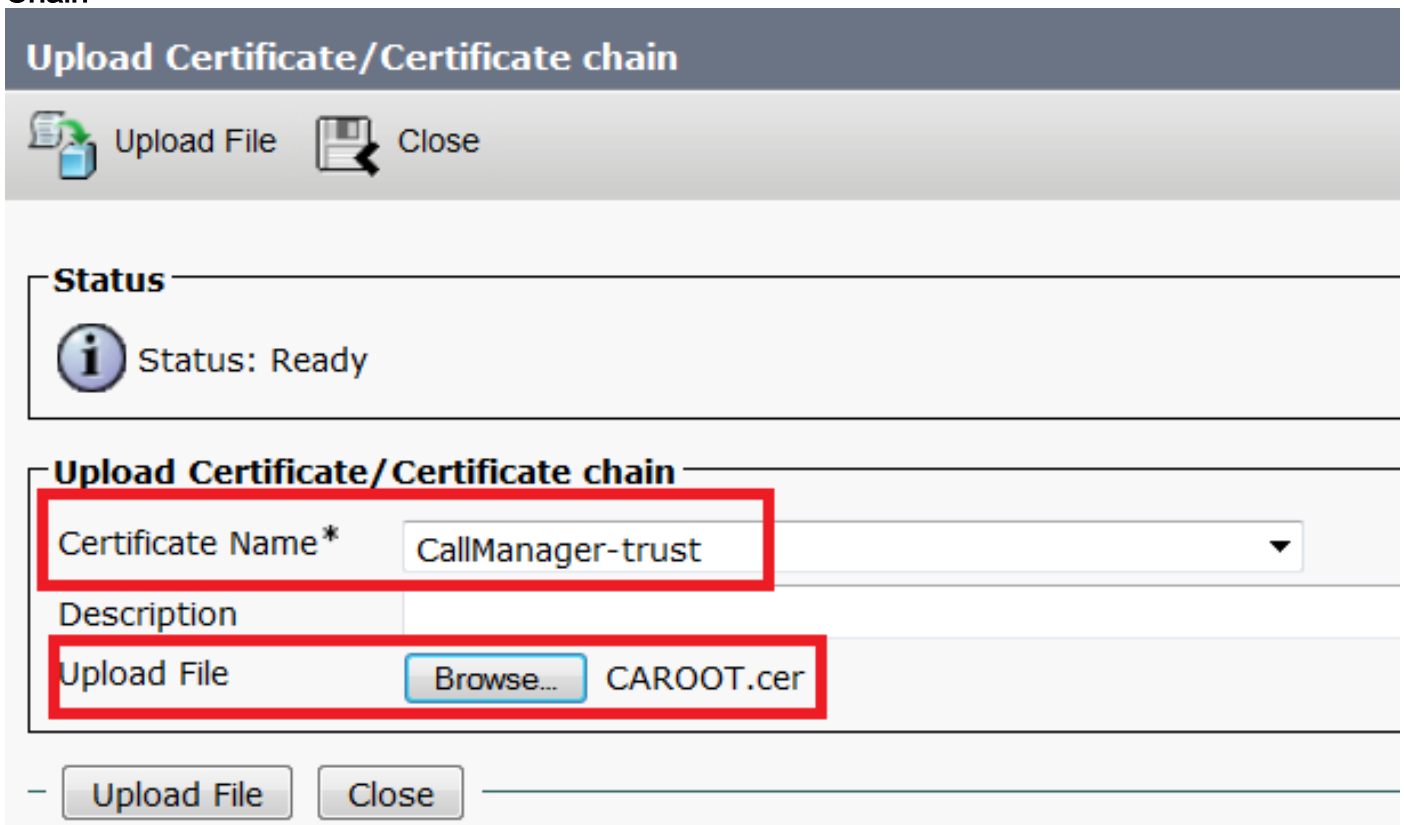 Chain
Upload Certificate/Certificate chain
Upload File Close
Status
Status: Ready
Upload Certificate/Certificate chain
Certificate Name* CallManager-trust
Description
Upload File Browse... CAROOT.cer
Upload File Close